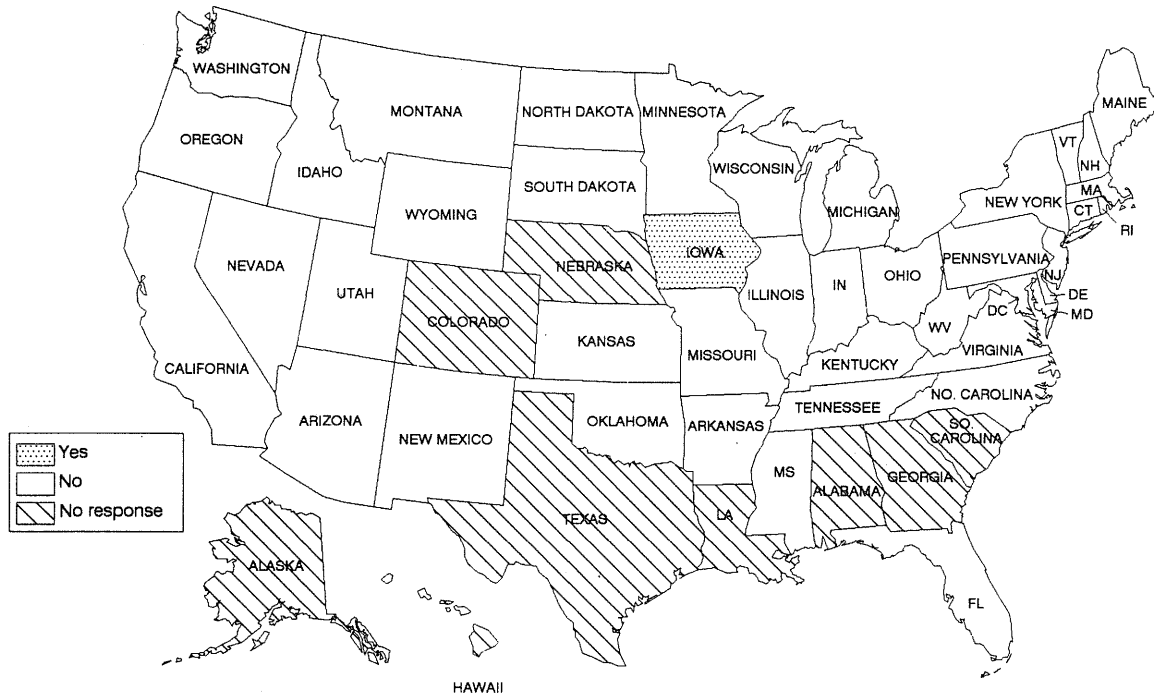 WASHINGTON
MONTANA
NORTH DAKOTA
MINNESOTA
MAINE
OREGON
IDAHO
WISCONSIN
VT
NH
SOUTH DAKOTA
WYOMING
MICHIGAN
NEW YORK
MA
CT
RI
NEVADA
UTAH
NEBRASKA
IOWA
PENNSYLVANIA
NJ
OHIO
IN
ILLINOIS
DE
MD
DC
COLORADO
KANSAS
MISSOURI
WV
VIRGINIA
KENTUCKY
CALIFORNIA
ARIZONA
NEW MEXICO
OKLAHOMA
ARKANSAS
TENNESSEE
NO. CAROLINA
SO.
CAROLINA
MS
ALABAMA
GEORGIA
TEXAS
LA
FL
Yes
No
No response
ALASKA
HAWAII